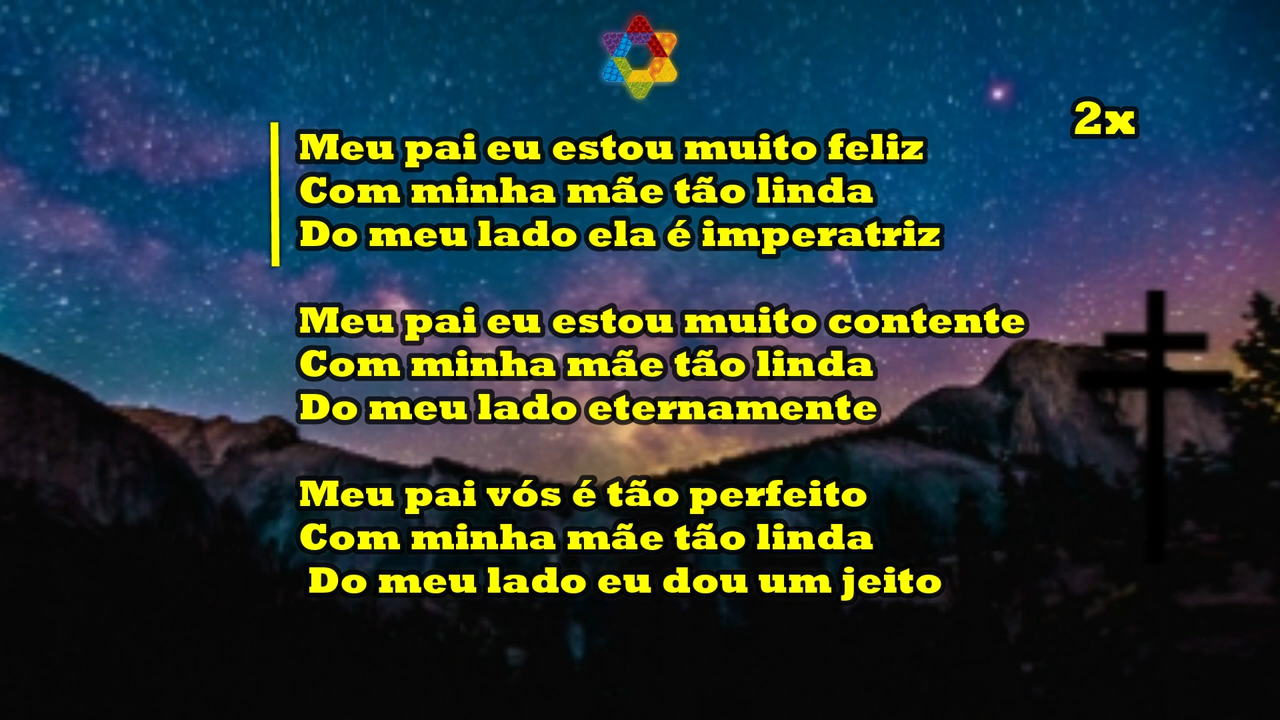 2x
Meu pai eu estou muito feliz
Com minha mãe tão linda
Do meu lado ela é imperatriz
Meu pai eu estou muito contente
Com minha mãe tão linda
Do meu lado eternamente
Meu pai vós é tão perfeito
Com minha mãe tão linda
Do meu lado eu dou um jeito